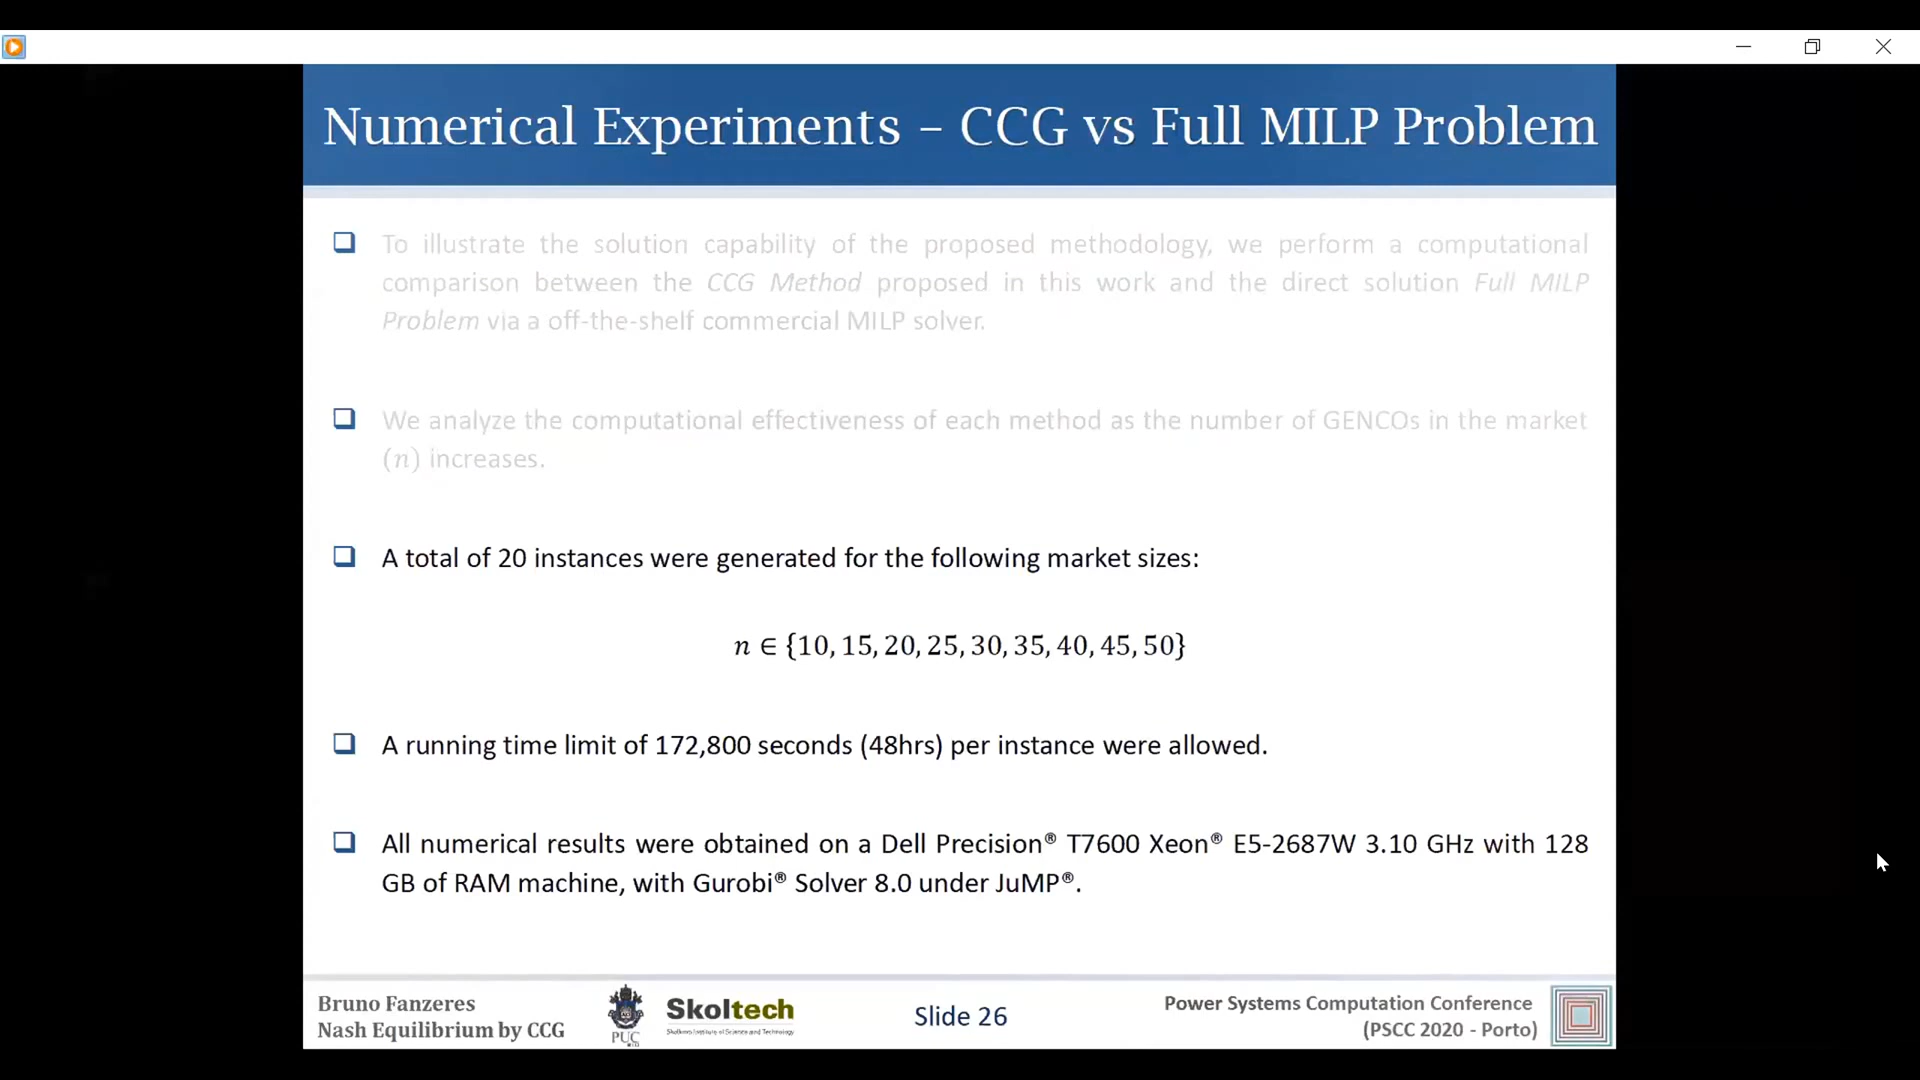 Numerical Experiments – CCG vs Full MILP Problem
To illustrate the solution capability of the proposed methodology, we perform a computational
comparison between the CCG Method proposed in this work and the direct solution Full MILP
Problem via a off-the-shelf commercial MILP solver.
We analyze the computational effectiveness of each method as the number of GENCOs in the market
(n) increases.
A total of 20 instances were generated for the following market sizes:
n ∈ {10, 15, 20, 25, 30, 35, 40, 45, 50}
A running time limit of 172,800 seconds (48hrs) per instance were allowed.
All numerical results were obtained on a Dell Precision® T7600 Xeon® E5-2687W 3.10 GHz with 128
GB of RAM machine, with Gurobi® Solver 8.0 under JuMP®.
Bruno Fanzeres
Nash Equilibrium by CCG
PUC
Skoltech
Skolkovo Institute of Science and Technology
Slide 26
Power Systems Computation Conference
(PSCC 2020 - Porto)